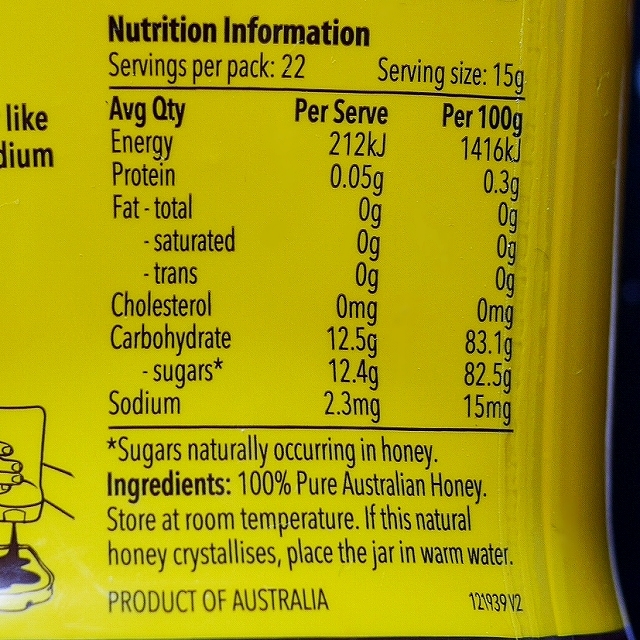 Nutrition Information
Servings per pack: 22 Serving size: 15g
Avg Qty Per Serve Per 100g
Energy 212kJ 1416kJ
Protein 0.05g 0.3g
Fat - total 0g 0g
- saturated 0g 0g
- trans 0g 0g
Cholesterol 0mg 0mg
Carbohydrate 12.5g 83.1g
- sugars* 12.4g 82.5g
Sodium 2.3mg 15mg
*Sugars naturally occurring in honey.
Ingredients: 100% Pure Australian Honey.
Store at room temperature. If this natural
honey crystallises, place the jar in warm water.
PRODUCT OF AUSTRALIA 121939 V2
like